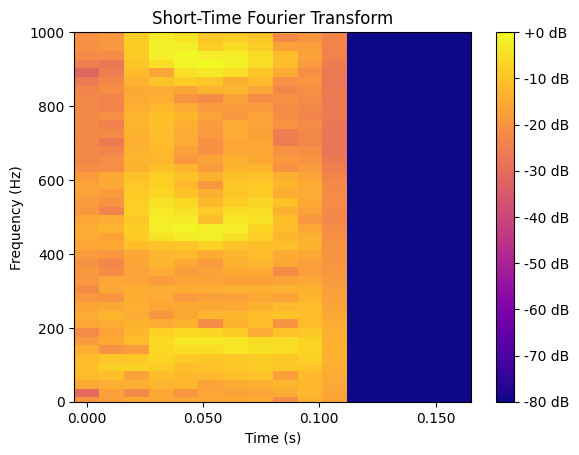 Short-Time Fourier Transform
1000
800
600
400
200
0
Frequency (Hz)
0.000
0.050
0.100
0.150
Time (s)
+0 dB
-10 dB
-20 dB
-30 dB
-40 dB
-50 dB
-60 dB
-70 dB
-80 dB